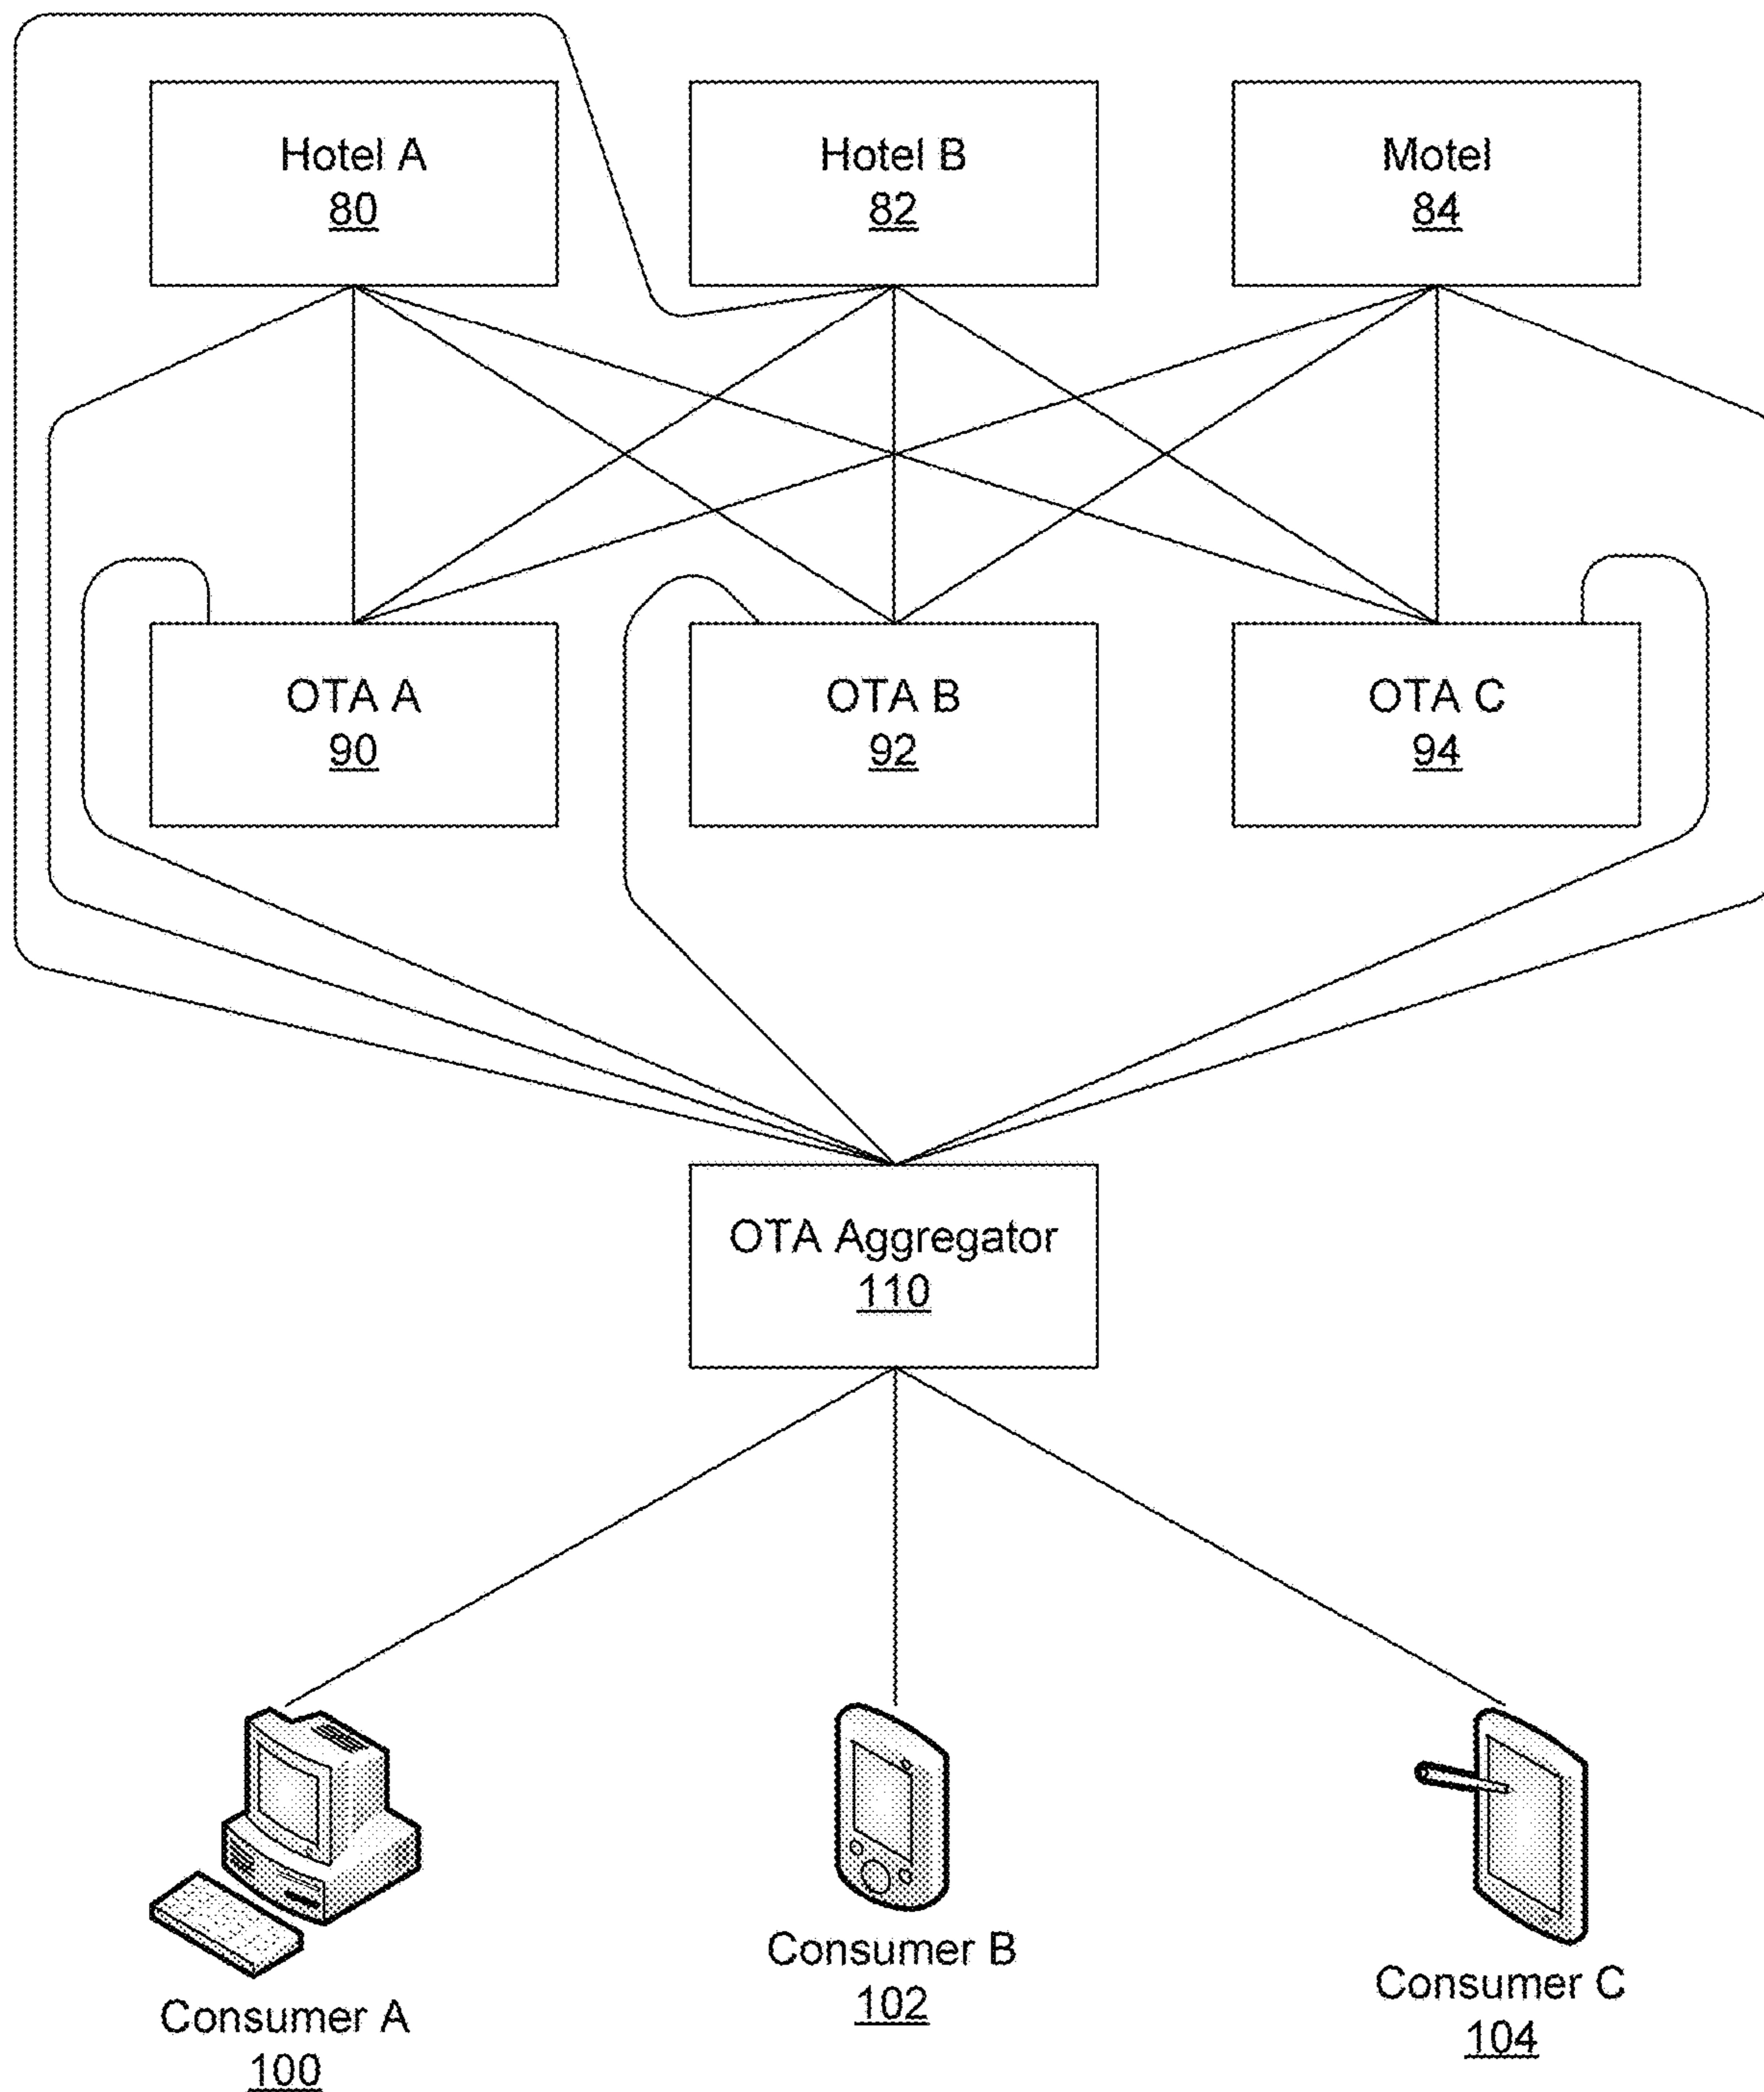 Hotel A
80
Hotel B
82
Motel
84
OTA A
90
OTA B
92
OTA C
94
OTA Aggregator
110
Consumer A
100
Consumer B
102
Consumer C
104